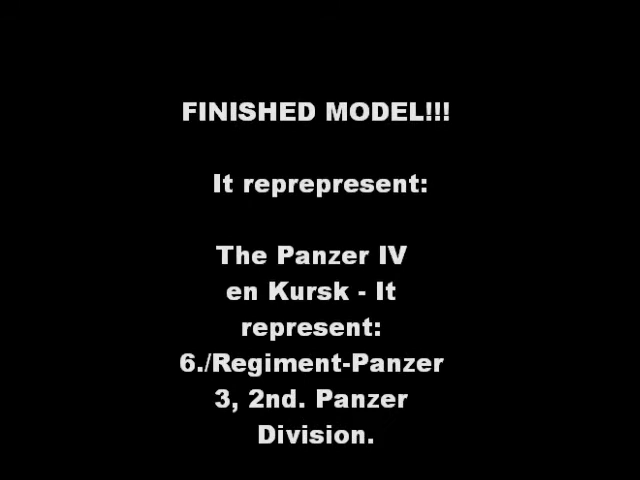 FINISHED MODEL!!!
It reprepresent:
The Panzer IV
en Kursk - It
represent:
6./Regiment-Panzer
3, 2nd. Panzer
Division.